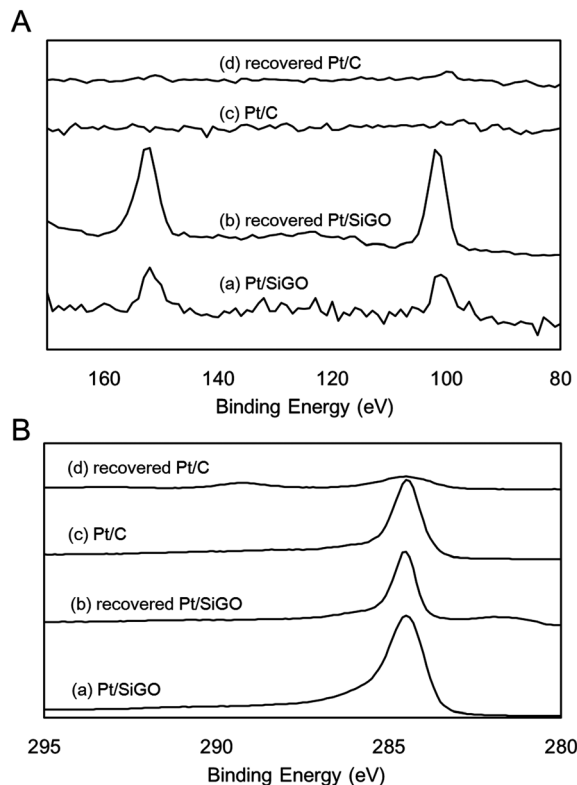 A
(d) recovered Pt/C
(c) Pt/C
(b) recovered Pt/SiGO
(a) Pt/SiGO
160 140 120 100 80
Binding Energy (eV)
B
(d) recovered Pt/C
(c) Pt/C
(b) recovered Pt/SiGO
(a) Pt/SiGO
295 290 285 280
Binding Energy (eV)